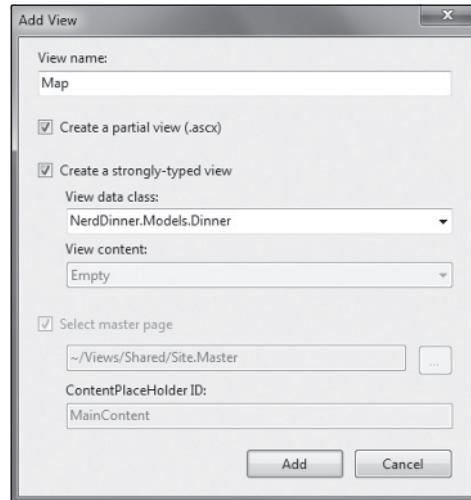 Add View
x
View name:
Map
Create a partial view (.ascx)
Create a strongly-typed view
View data class:
NerdDinner.Models.Dinner
View content:
Empty
Select master page
~/Views/Shared/Site.Master
...
ContentPlaceHolder ID:
MainContent
Add
Cancel